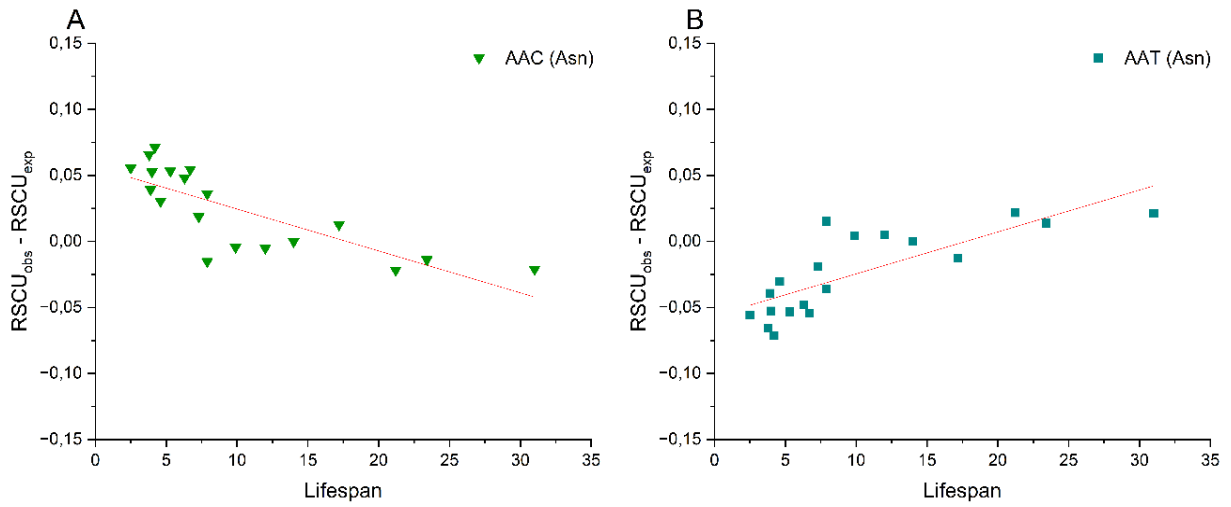 A
0,15
0,10
0,05
0,00
−0,05
−0,10
−0,15
RSCUobs - RSCUexp
AAC (Asn)
0 5 10 15 20 25 30 35
Lifespan
B
0,15
0,10
0,05
0,00
−0,05
−0,10
−0,15
RSCUobs - RSCUexp
AAT (Asn)
0 5 10 15 20 25 30 35
Lifespan